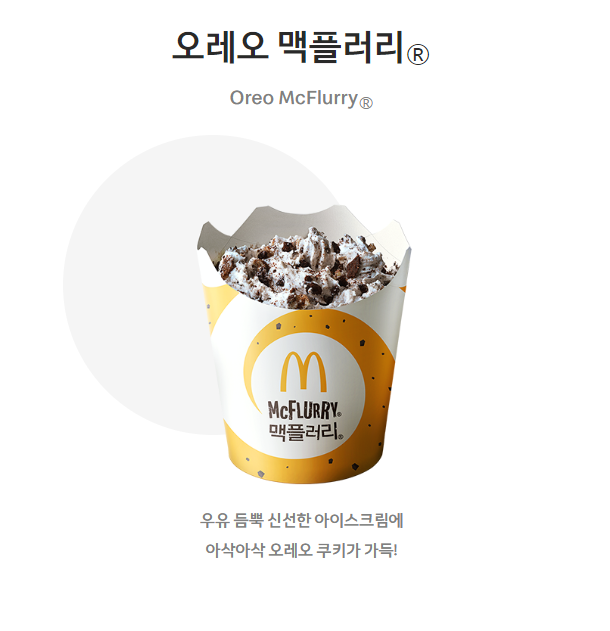 오레오 맥플러리®
Oreo McFlurry®
McFLURRY®
맥플러리®
우유 듬뿍 신선한 아이스크림에
아삭아삭 오레오 쿠키가 가득!